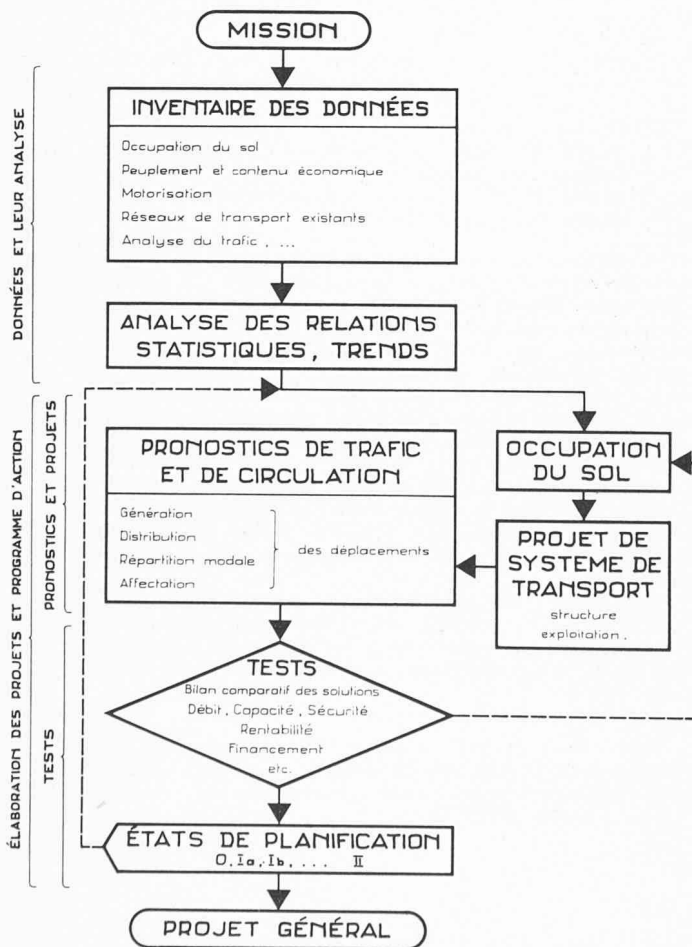 MISSION
INVENTAIRE DES DONNÉES
Occupation du sol
Peuplement et contenu économique
Motorisation
Réseaux de transport existants
Analyse du trafic , ...
ANALYSE DES RELATIONS
STATISTIQUES, TRENDS
DONNÉES ET LEUR ANALYSE
OCCUPATION
DU SOL
PROJET DE
SYSTEME DE
TRANSPORT
structure
exploitation.
PRONOSTICS DE TRAFIC
ET DE CIRCULATION
Génération
Distribution
Répartition modale
Affectation
des déplacements
TESTS
Bilan comparatif des solutions
Débit, Capacité, Sécurité
Rentabilité
Financement
etc.
ÉTATS DE PLANIFICATION
O, Ia, Ib, ... II
PROJET GÉNÉRAL
ÉLABORATION DES PROJETS ET PROGRAMME D'ACTION
PRONOSTICS ET PROJETS
TESTS